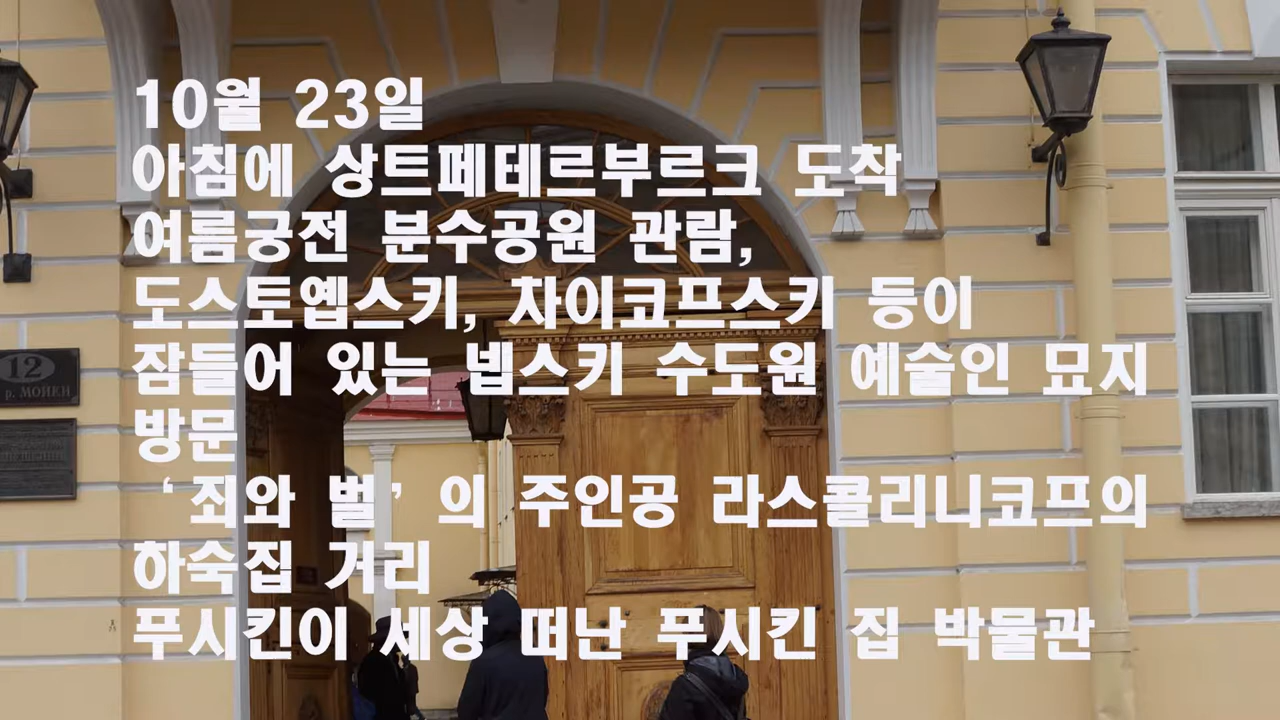 10월 23일
아침에 상트페테르부르크 도착
여름궁전 분수공원 관람,
도스토옙스키, 차이코프스키 등이
잠들어 있는 넵스키 수도원 예술인 묘지
방문
‘죄와 벌’의 주인공 라스콜리니코프의
하숙집 거리
푸시킨이 세상 떠난 푸시킨 집 박물관
12
р. МОЙКИ